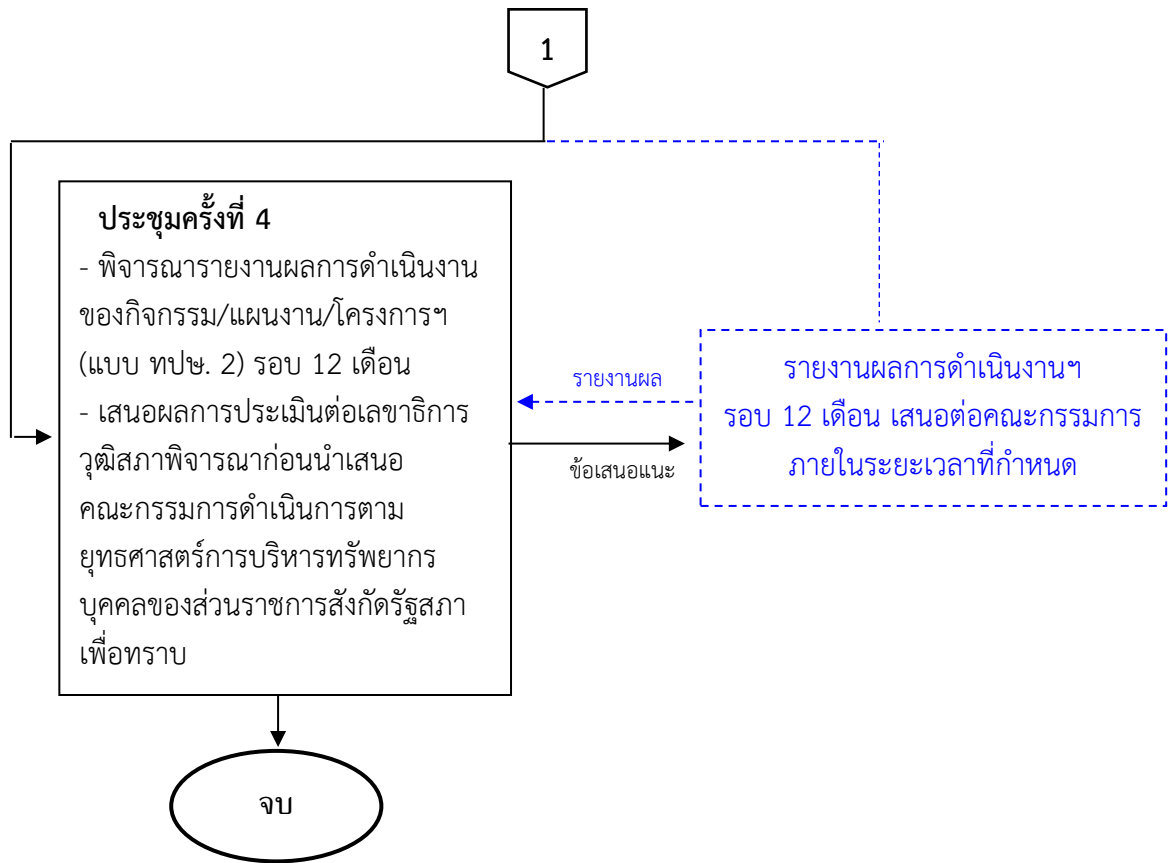 1
ประชุมครั้งที่ 4
- พิจารณารายงานผลการดำเนินงาน
ของกิจกรรม/แผนงาน/โครงการฯ
(แบบ ทปษ. 2) รอบ 12 เดือน
- เสนอผลการประเมินต่อเลขาธิการ
วุฒิสภาพิจารณาก่อนนำเสนอ
คณะกรรมการดำเนินการตาม
ยุทธศาสตร์การบริหารทรัพยากร
บุคคลของส่วนราชการสังกัดรัฐสภา
เพื่อทราบ
รายงานผล
ข้อเสนอแนะ
รายงานผลการดำเนินงานฯ
รอบ 12 เดือน เสนอต่อคณะกรรมการ
ภายในระยะเวลาที่กำหนด
จบ